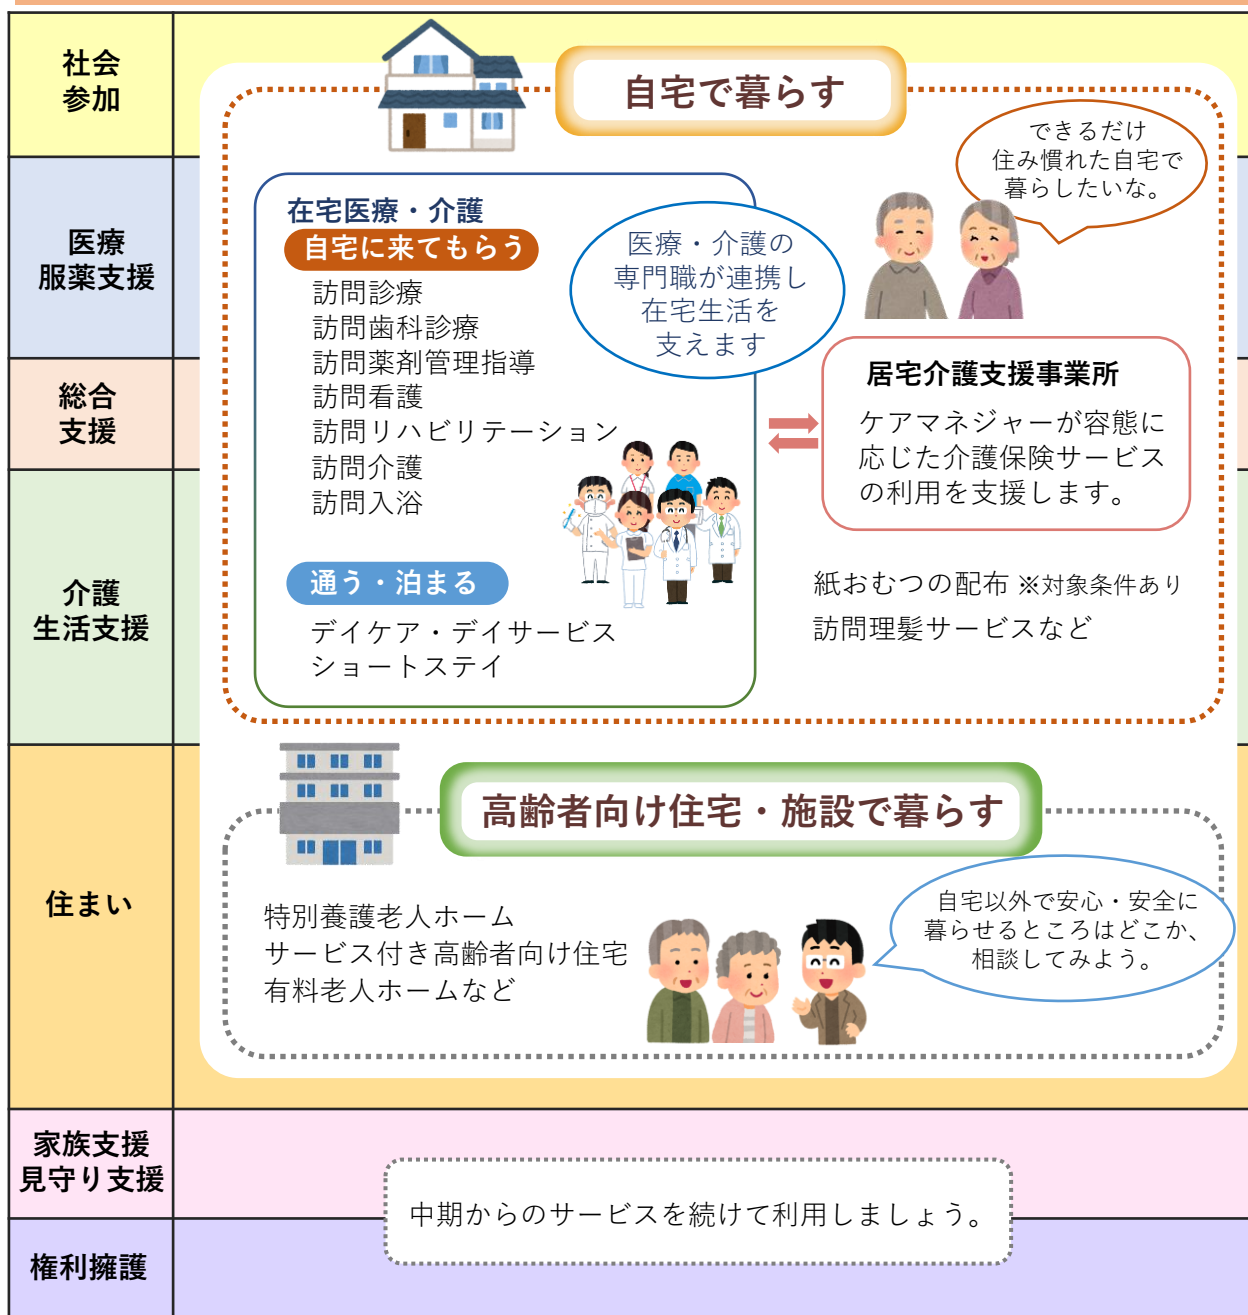 社会
参加
自宅で暮らす
できるだけ
住み慣れた自宅で
暮らしたいな。
医療
服薬支援
在宅医療・介護
自宅に来てもらう
訪問診療
訪問歯科診療
訪問薬剤管理指導
訪問看護
訪問リハビリテーション
訪問介護
訪問入浴
医療・介護の
専門職が連携し
在宅生活を
支えます
総合
支援
居宅介護支援事業所
ケアマネジャーが容態に
応じた介護保険サービス
の利用を支援します。
介護
生活支援
通う・泊まる
デイケア・デイサービス
ショートステイ
紙おむつの配布 ※対象条件あり
訪問理髪サービスなど
住まい
高齢者向け住宅・施設で暮らす
特別養護老人ホーム
サービス付き高齢者向け住宅
有料老人ホームなど
自宅以外で安心・安全に
暮らせるところはどこか、
相談してみよう。
家族支援
見守り支援
中期からのサービスを続けて利用しましょう。
権利擁護